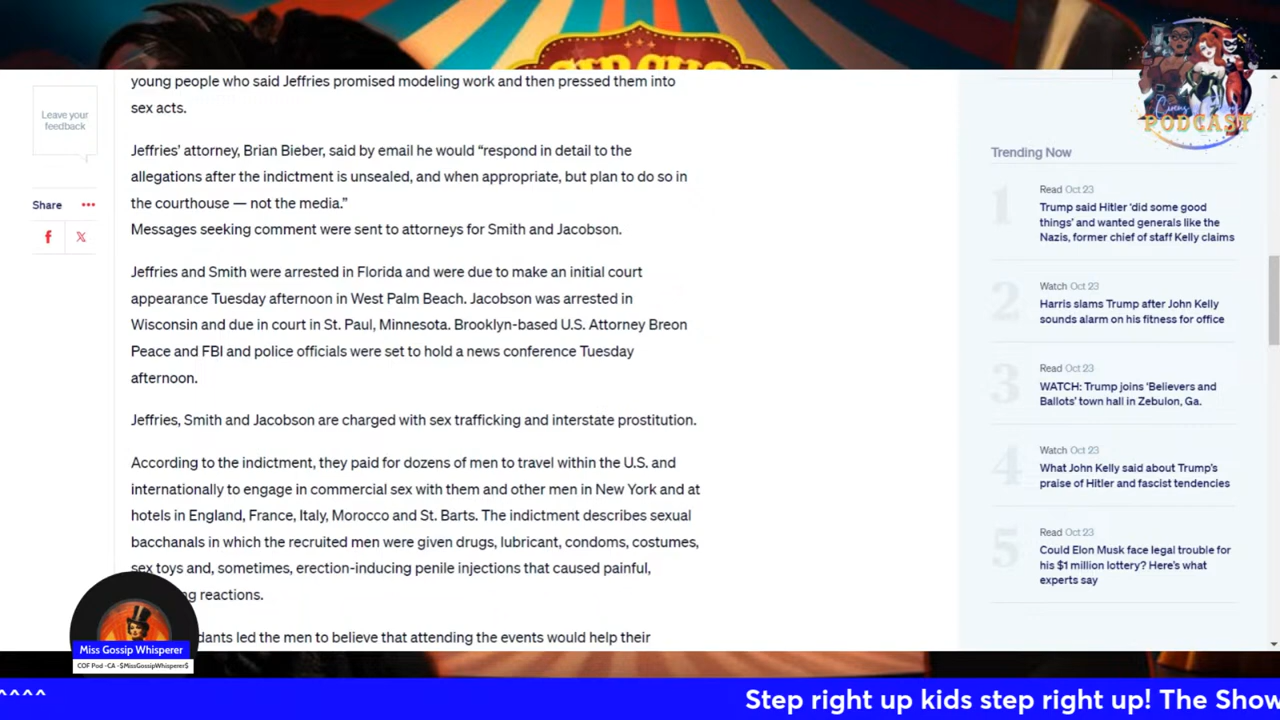 PODCAST
young people who said Jeffries promised modeling work and then pressed them into
sex acts.
Leave your
feedback
Share
Jeffries’ attorney, Brian Bieber, said by email he would “respond in detail to the
allegations after the indictment is unsealed, and when appropriate, but plan to do so in
the courthouse — not the media.”
Messages seeking comment were sent to attorneys for Smith and Jacobson.
Jeffries and Smith were arrested in Florida and were due to make an initial court
appearance Tuesday afternoon in West Palm Beach. Jacobson was arrested in
Wisconsin and due in court in St. Paul, Minnesota. Brooklyn-based U.S. Attorney Breon
Peace and FBI and police officials were set to hold a news conference Tuesday
afternoon.
Jeffries, Smith and Jacobson are charged with sex trafficking and interstate prostitution.
According to the indictment, they paid for dozens of men to travel within the U.S. and
internationally to engage in commercial sex with them and other men in New York and at
hotels in England, France, Italy, Morocco and St. Barts. The indictment describes sexual
bacchanals in which the recruited men were given drugs, lubricant, condoms, costumes,
sex toys and, sometimes, erection-inducing penile injections that caused painful,
reactions.
led the men to believe that attending the events would help their
Trending Now
1
Read Oct 23
Trump said Hitler ‘did some good
things’ and wanted generals like the
Nazis, former chief of staff Kelly claims
2
Watch Oct 23
Harris slams Trump after John Kelly
sounds alarm on his fitness for office
3
Read Oct 23
WATCH: Trump joins ‘Believers and
Ballots’ town hall in Zebulon, Ga.
4
Watch Oct 23
What John Kelly said about Trump’s
praise of Hitler and fascist tendencies
5
Read Oct 23
Could Elon Musk face legal trouble for
his $1 million lottery? Here’s what
experts say
Miss Gossip Whisperer
COF Pod -CA -$MissGossipWhisperer$
^^^^
Step right up kids step right up! The Show